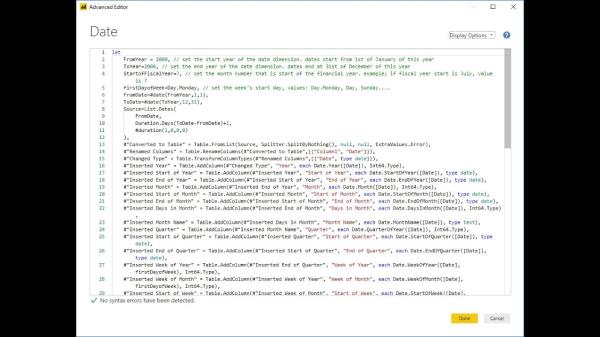 Advanced Editor
Date
Display Options
1 let
2 FromYear = 2000, // set the start year of the date dimension. dates start from 1st of January of this year
3 ToYear=2000, // set the end year of the date dimension. dates end at 31st of December of this year
4 StartofFiscalYear=7, // set the month number that is start of the financial year. example; if fiscal year start is July, value
is 7
5 firstDayofWeek=Day.Monday, // set the week's start day, values: Day.Monday, Day, Sunday....
6 FromDate=#date(FromYear,1,1),
7 ToDate=#date(ToYear,12,31),
8 Source=List.Dates(
9 FromDate,
10 Duration.Days(ToDate-FromDate)+1,
11 #duration(1,0,0,0)
12 ),
13 #"Converted to Table" = Table.FromList(Source, Splitter.SplitByNothing(), null, null, ExtraValues.Error),
14 #"Renamed Columns" = Table.RenameColumns(#"Converted to Table",{{"Column1", "Date"}}),
15 #"Changed Type" = Table.TransformColumnTypes(#"Renamed Columns",{{"Date", type date}}),
16 #"Inserted Year" = Table.AddColumn(#"Changed Type", "Year", each Date.Year([Date]), Int64.Type),
17 #"Inserted Start of Year" = Table.AddColumn(#"Inserted Year", "Start of Year", each Date.StartOfYear([Date]), type date),
18 #"Inserted End of Year" = Table.AddColumn(#"Inserted Start of Year", "End of Year", each Date.EndOfYear([Date]), type date),
19 #"Inserted Month" = Table.AddColumn(#"Inserted End of Year", "Month", each Date.Month([Date]), Int64.Type),
20 #"Inserted Start of Month" = Table.AddColumn(#"Inserted Month", "Start of Month", each Date.StartOfMonth([Date]), type date),
21 #"Inserted End of Month" = Table.AddColumn(#"Inserted Start of Month", "End of Month", each Date.EndOfMonth([Date]), type date),
22 #"Inserted Days in Month" = Table.AddColumn(#"Inserted End of Month", "Days in Month", each Date.DaysInMonth([Date]), Int64.Type)
,
23 #"Inserted Month Name" = Table.AddColumn(#"Inserted Days in Month", "Month Name", each Date.MonthName([Date]), type text),
24 #"Inserted Quarter" = Table.AddColumn(#"Inserted Month Name", "Quarter", each Date.QuarterOfYear([Date]), Int64.Type),
25 #"Inserted Start of Quarter" = Table.AddColumn(#"Inserted Quarter", "Start of Quarter", each Date.StartOfQuarter([Date]), type
date),
26 #"Inserted End of Quarter" = Table.AddColumn(#"Inserted Start of Quarter", "End of Quarter", each Date.EndOfQuarter([Date]),
type date),
27 #"Inserted Week of Year" = Table.AddColumn(#"Inserted End of Quarter", "Week of Year", each Date.WeekOfYear([Date],
firstDayofWeek), Int64.Type),
28 #"Inserted Week of Month" = Table.AddColumn(#"Inserted Week of Year", "Week of Month", each Date.WeekOfMonth([Date],
firstDayofWeek), Int64.Type),
29 #"Inserted Start of Week" = Table.AddColumn(#"Inserted Week of Month", "Start of Week", each Date.StartOfWeek([Date],
No syntax errors have been detected.
Done Cancel